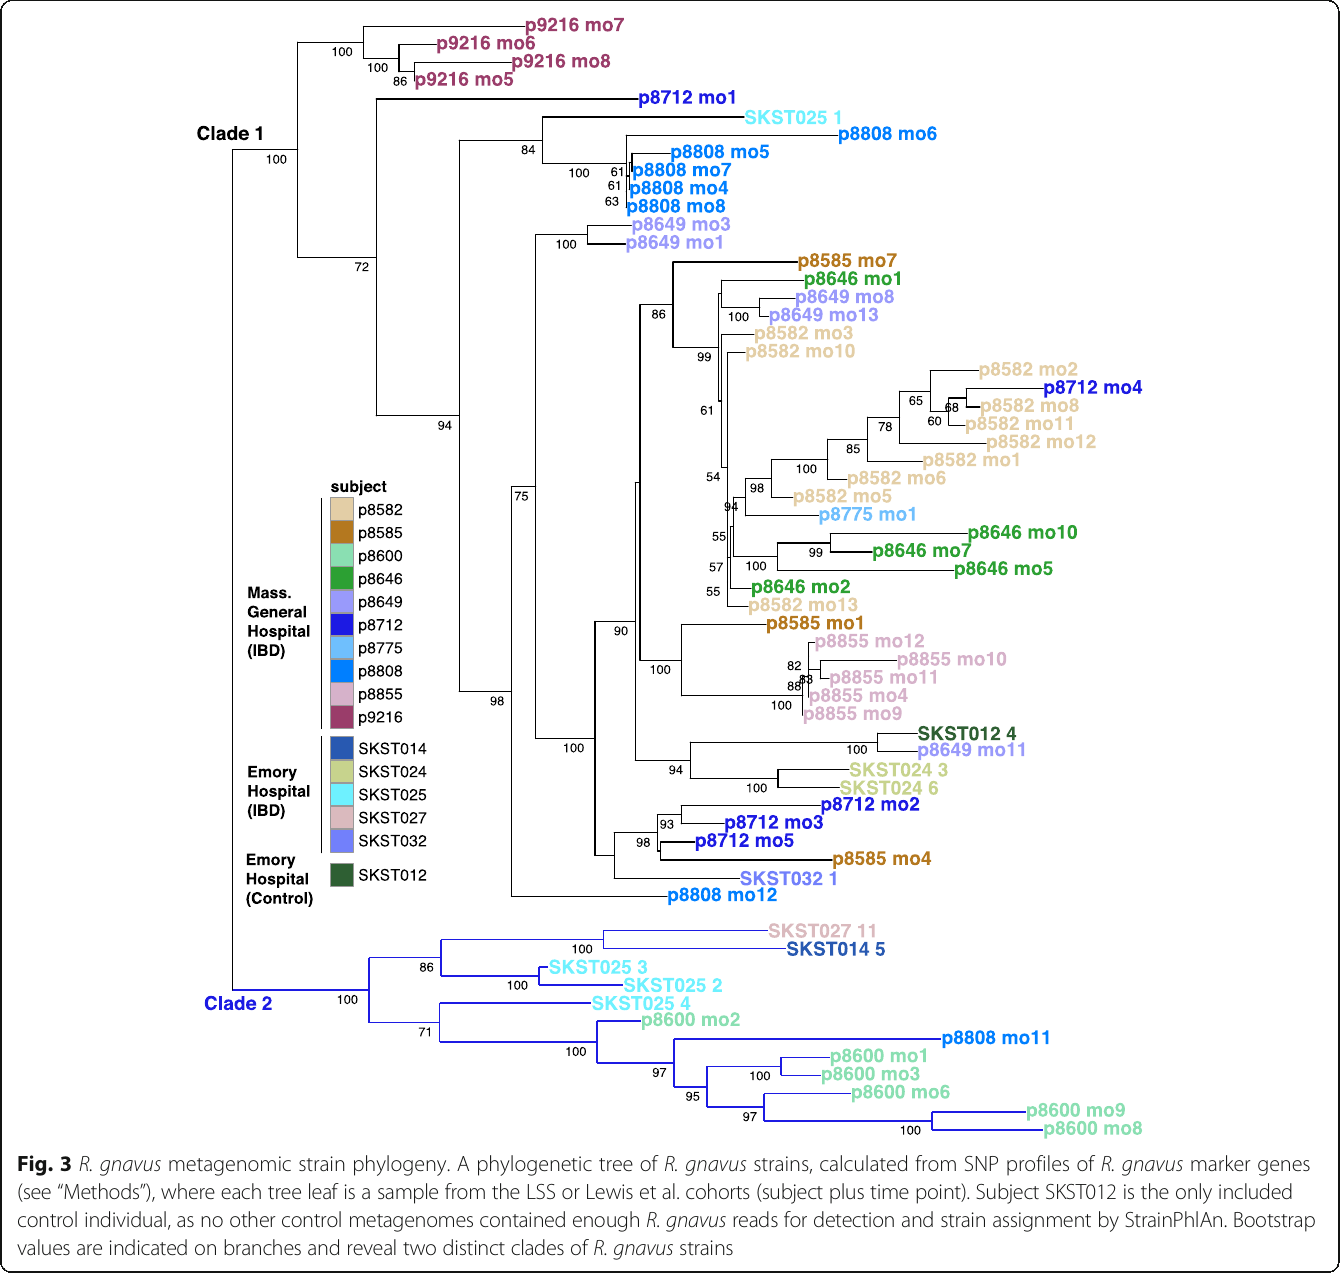 p9216 mo7
p9216 mo6
100
p9216 mo8
100
86
p9216 mo5
p8712 mo1
SKST025 1
Clade 1
p8808 mo6
84
p8808 mo5
100
100
61
p8808 mo7
61
p8808 mo4
63
p8808 mo8
p8649 mo3
100
p8649 mo1
72
p8585 mo7
p8646 mo1
p8649 mo8
86
100
p8649 mo13
p8582 mo3
99
p8582 mo10
p8582 mo2
p8712 mo4
65
68
p8582 mo8
61
60
p8582 mo11
94
78
p8582 mo12
85
p8582 mo1
100
54
p8582 mo6
98
p8582 mo5
75
94
p8775 mo1
55
p8646 mo10
99
p8646 mo7
57
100
p8646 mo5
55
p8646 mo2
p8582 mo13
90
p8585 mo1
p8855 mo12
100
82
p8855 mo10
83
p8855 mo11
88
p8855 mo4
98
100
p8855 mo9
SKST012 4
100
100
p8649 mo11
94
SKST024 3
100
SKST024 6
p8712 mo2
93
p8712 mo3
98
p8712 mo5
p8585 mo4
SKST032 1
p8808 mo12
subject
p8582
p8585
p8600
p8646
p8649
p8712
p8775
p8808
p8855
p9216
Mass.
General
Hospital
(IBD)
SKST014
SKST024
SKST025
SKST027
SKST032
Emory
Hospital
(IBD)
SKST012
Emory
Hospital
(Control)
SKST027 11
100
SKST014 5
86
SKST025 3
100
SKST025 2
Clade 2
100
SKST025 4
p8600 mo2
71
p8808 mo11
100
p8600 mo1
97
100
p8600 mo3
95
p8600 mo6
97
p8600 mo9
100
p8600 mo8
Fig. 3 R. gnavus metagenomic strain phylogeny. A phylogenetic tree of R. gnavus strains, calculated from SNP profiles of R. gnavus marker genes
(see “Methods”), where each tree leaf is a sample from the LSS or Lewis et al. cohorts (subject plus time point). Subject SKST012 is the only included
control individual, as no other control metagenomes contained enough R. gnavus reads for detection and strain assignment by StrainPhlAn. Bootstrap
values are indicated on branches and reveal two distinct clades of R. gnavus strains